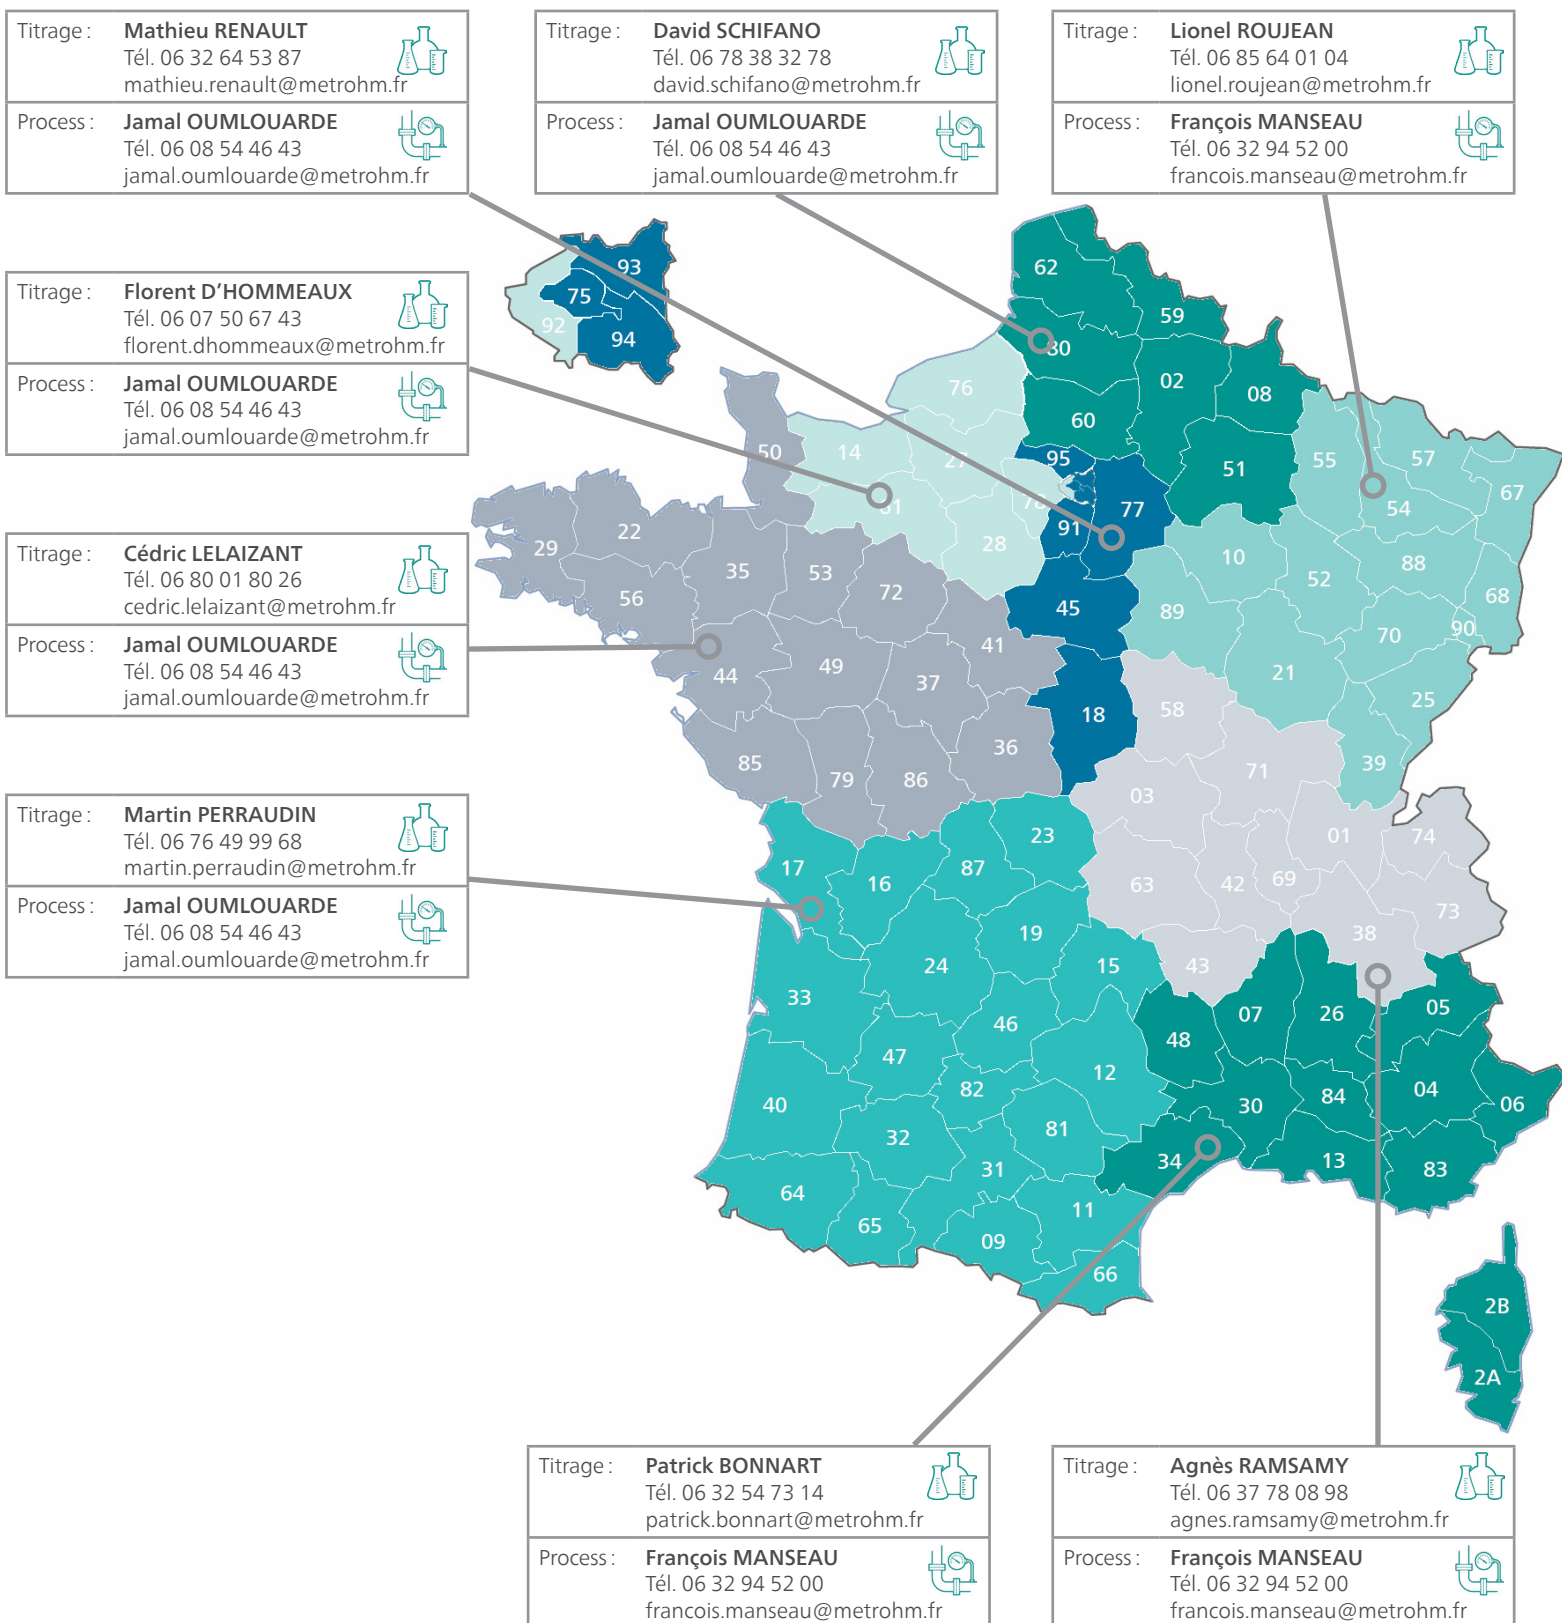 Titrage : Mathieu RENAULT
Tél. 06 32 64 53 87
mathieu.renault@metrohm.fr
Process : Jamal OUMLOUARDE
Tél. 06 08 54 46 43
jamal.oumlouarde@metrohm.fr
Titrage : David SCHIFANO
Tél. 06 78 38 32 78
david.schifano@metrohm.fr
Process : Jamal OUMLOUARDE
Tél. 06 08 54 46 43
jamal.oumlouarde@metrohm.fr
Titrage : Lionel ROUJEAN
Tél. 06 85 64 01 04
lionel.roujean@metrohm.fr
Process : François MANSEAU
Tél. 06 32 94 52 00
francois.manseau@metrohm.fr
Titrage : Florent D'HOMMEAUX
Tél. 06 07 50 67 43
florent.dhommeaux@metrohm.fr
Process : Jamal OUMLOUARDE
Tél. 06 08 54 46 43
jamal.oumlouarde@metrohm.fr
Titrage : Cédric LELAIZANT
Tél. 06 80 01 80 26
cedric.lelaizant@metrohm.fr
Process : Jamal OUMLOUARDE
Tél. 06 08 54 46 43
jamal.oumlouarde@metrohm.fr
Titrage : Martin PERRAUDIN
Tél. 06 76 49 99 68
martin.perraudin@metrohm.fr
Process : Jamal OUMLOUARDE
Tél. 06 08 54 46 43
jamal.oumlouarde@metrohm.fr
93
75
92
94
62
59
80
02
08
60
76
50
14
27
95
51
55
57
67
61
78
77
54
91
28
29
22
35
53
72
10
52
88
68
56
45
89
70
90
41
44
49
37
21
25
18
58
36
85
79
86
71
39
03
23
01
74
17
16
87
63
42
69
73
19
38
24
15
43
33
46
07
26
05
48
47
12
82
04
40
30
84
06
32
81
34
13
83
31
64
11
65
09
66
2B
2A
Titrage : Patrick BONNART
Tél. 06 32 54 73 14
patrick.bonnart@metrohm.fr
Process : François MANSEAU
Tél. 06 32 94 52 00
francois.manseau@metrohm.fr
Titrage : Agnès RAMSAMY
Tél. 06 37 78 08 98
agnes.ramsamy@metrohm.fr
Process : François MANSEAU
Tél. 06 32 94 52 00
francois.manseau@metrohm.fr